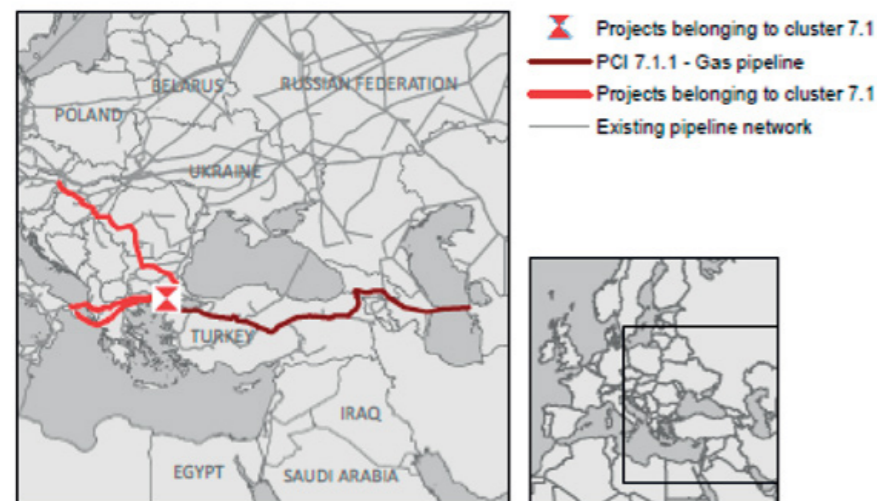 Projects belonging to cluster 7.1
PCI 7.1.1 - Gas pipeline
Projects belonging to cluster 7.1
Existing pipeline network
BELARUS
RUSSIAN FEDERATION
POLAND
UKRAINE
TURKEY
IRAQ
EGYPT
SAUDI ARABIA